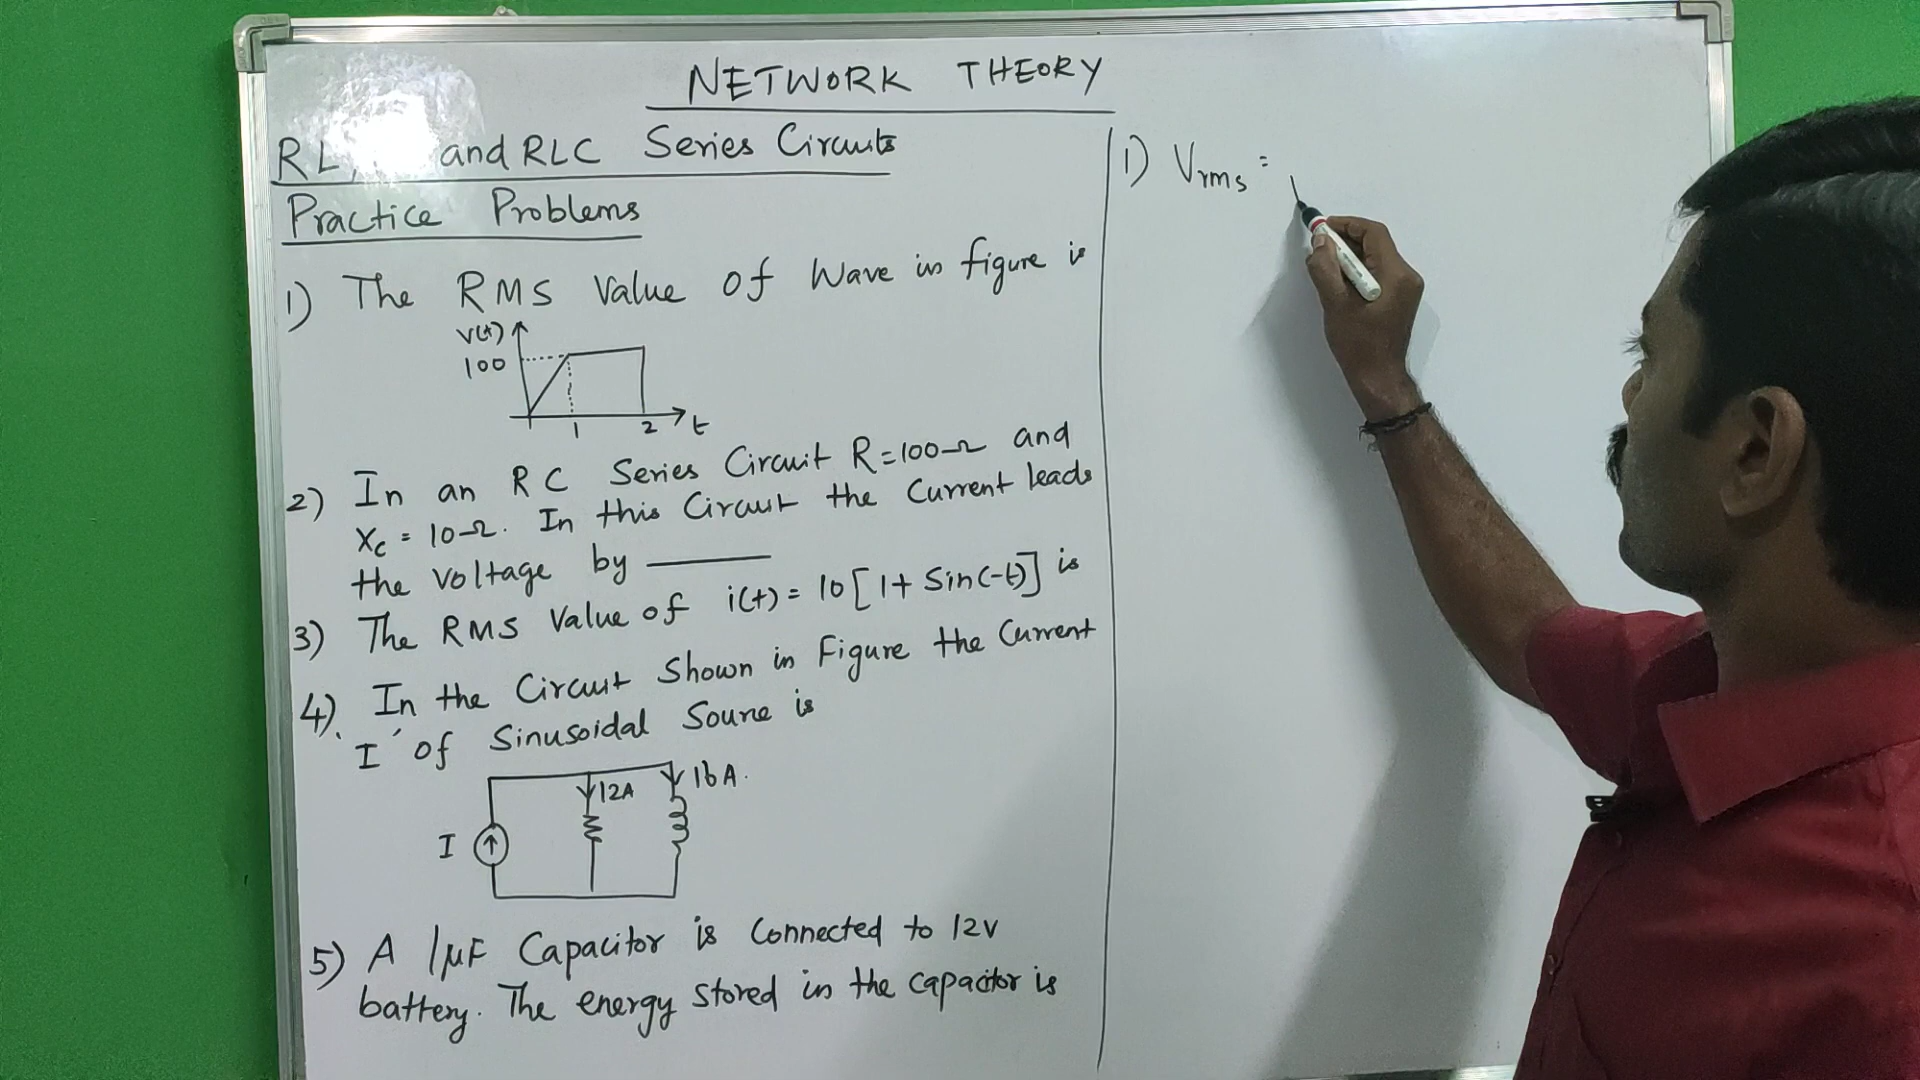 NETWORK THEORY
RL, and RLC Series Circuits
Practice Problems
1) The RMS Value of Wave in figure is
V(t)
100
1 2 t
2) In an RC Series Circuit R=100Ω and
Xc = 10Ω. In this Circuit the Current leads
the voltage by ______
3) The RMS Value of i(t) = 10[1+ Sin(-t)] is
4). In the Circuit Shown in Figure the Current
I of Sinusoidal Source is
12A 16A.
I
5) A 1μF Capacitor is Connected to 12V
battery. The energy stored in the capacitor is
1) Vrms =